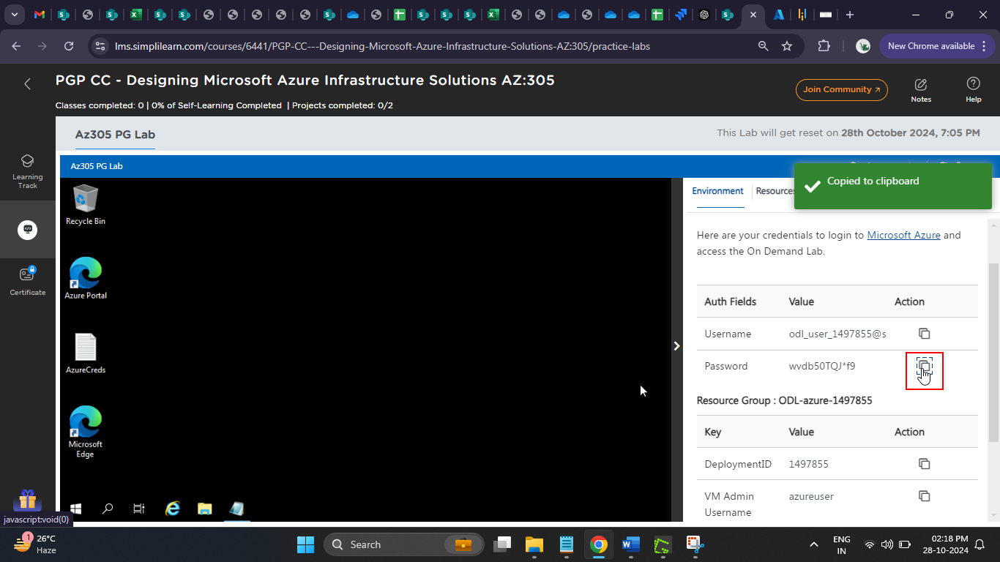 lms.simplilearn.com/courses/6441/PGP-CC---Designing-Microsoft-Azure-Infrastructure-Solutions-AZ:305/practice-labs
New Chrome available
PGP CC - Designing Microsoft Azure Infrastructure Solutions AZ:305
Join Community
Notes
Help
Classes completed: 0 | 0% of Self-Learning Completed | Projects completed: 0/2
Az305 PG Lab
This Lab will get reset on 28th October 2024, 7:05 PM
Learning
Track
Certificate
Az305 PG Lab
Copied to clipboard
Environment
Resources
Recycle Bin
Azure Portal
AzureCreds
Microsoft
Edge
Here are your credentials to login to Microsoft Azure and
access the On Demand Lab.
Auth Fields Value Action
Username odl_user_1497855@s
Password wvdb50TQJ*f9
Resource Group : ODL-azure-1497855
Key Value Action
DeploymentID 1497855
VM Admin azureuser
Username
javascript:void(0)
1
26°C
Haze
Search
ENG
IN
02:18 PM
28-10-2024